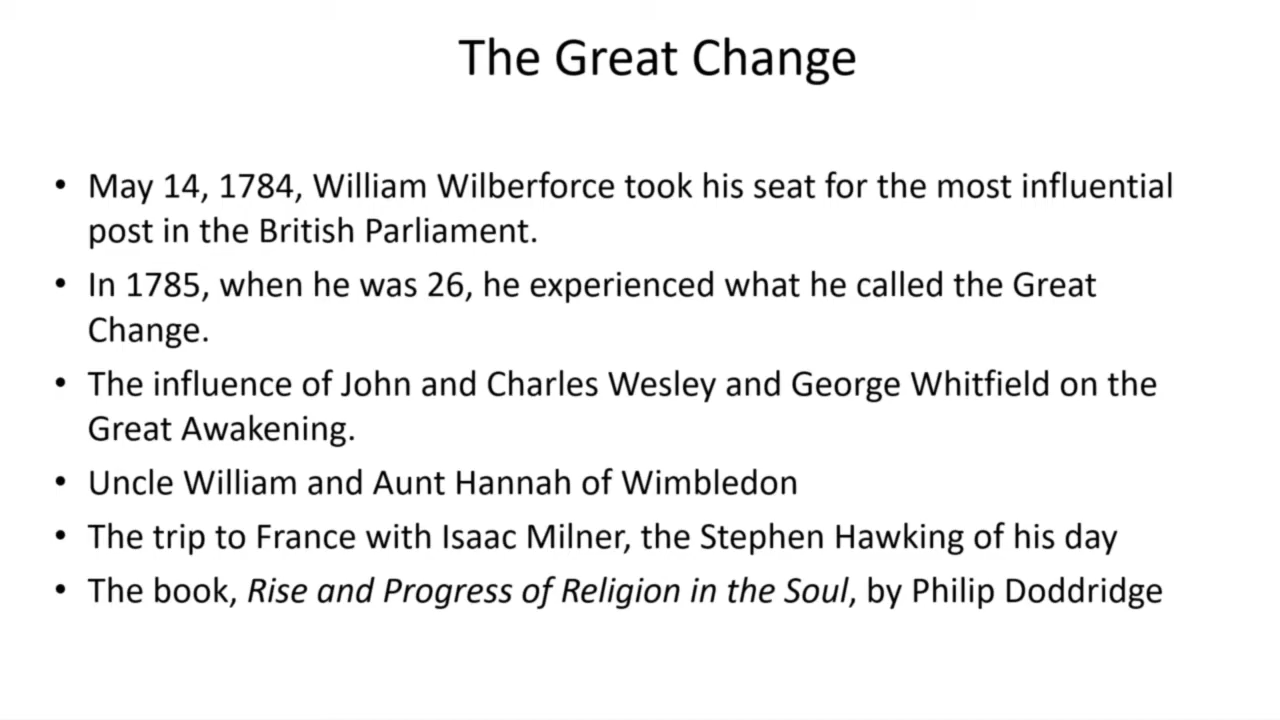 The Great Change
• May 14, 1784, William Wilberforce took his seat for the most influential
post in the British Parliament.
• In 1785, when he was 26, he experienced what he called the Great
Change.
• The influence of John and Charles Wesley and George Whitfield on the
Great Awakening.
• Uncle William and Aunt Hannah of Wimbledon
• The trip to France with Isaac Milner, the Stephen Hawking of his day
• The book, Rise and Progress of Religion in the Soul, by Philip Doddridge